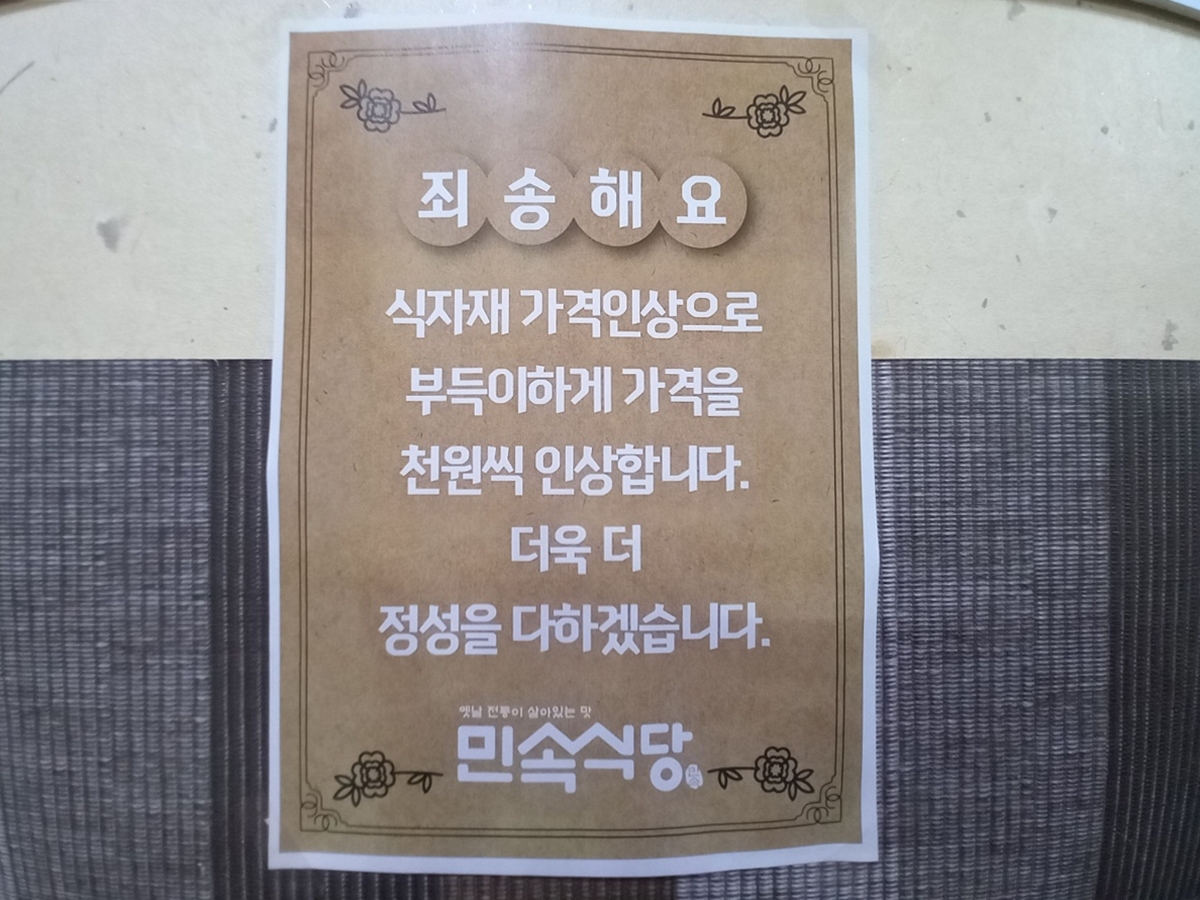 죄송해요
식자재 가격인상으로
부득이하게 가격을
천원씩 인상합니다.
더욱 더
정성을 다하겠습니다.
옛날 전통이 살아있는 맛
민속식당